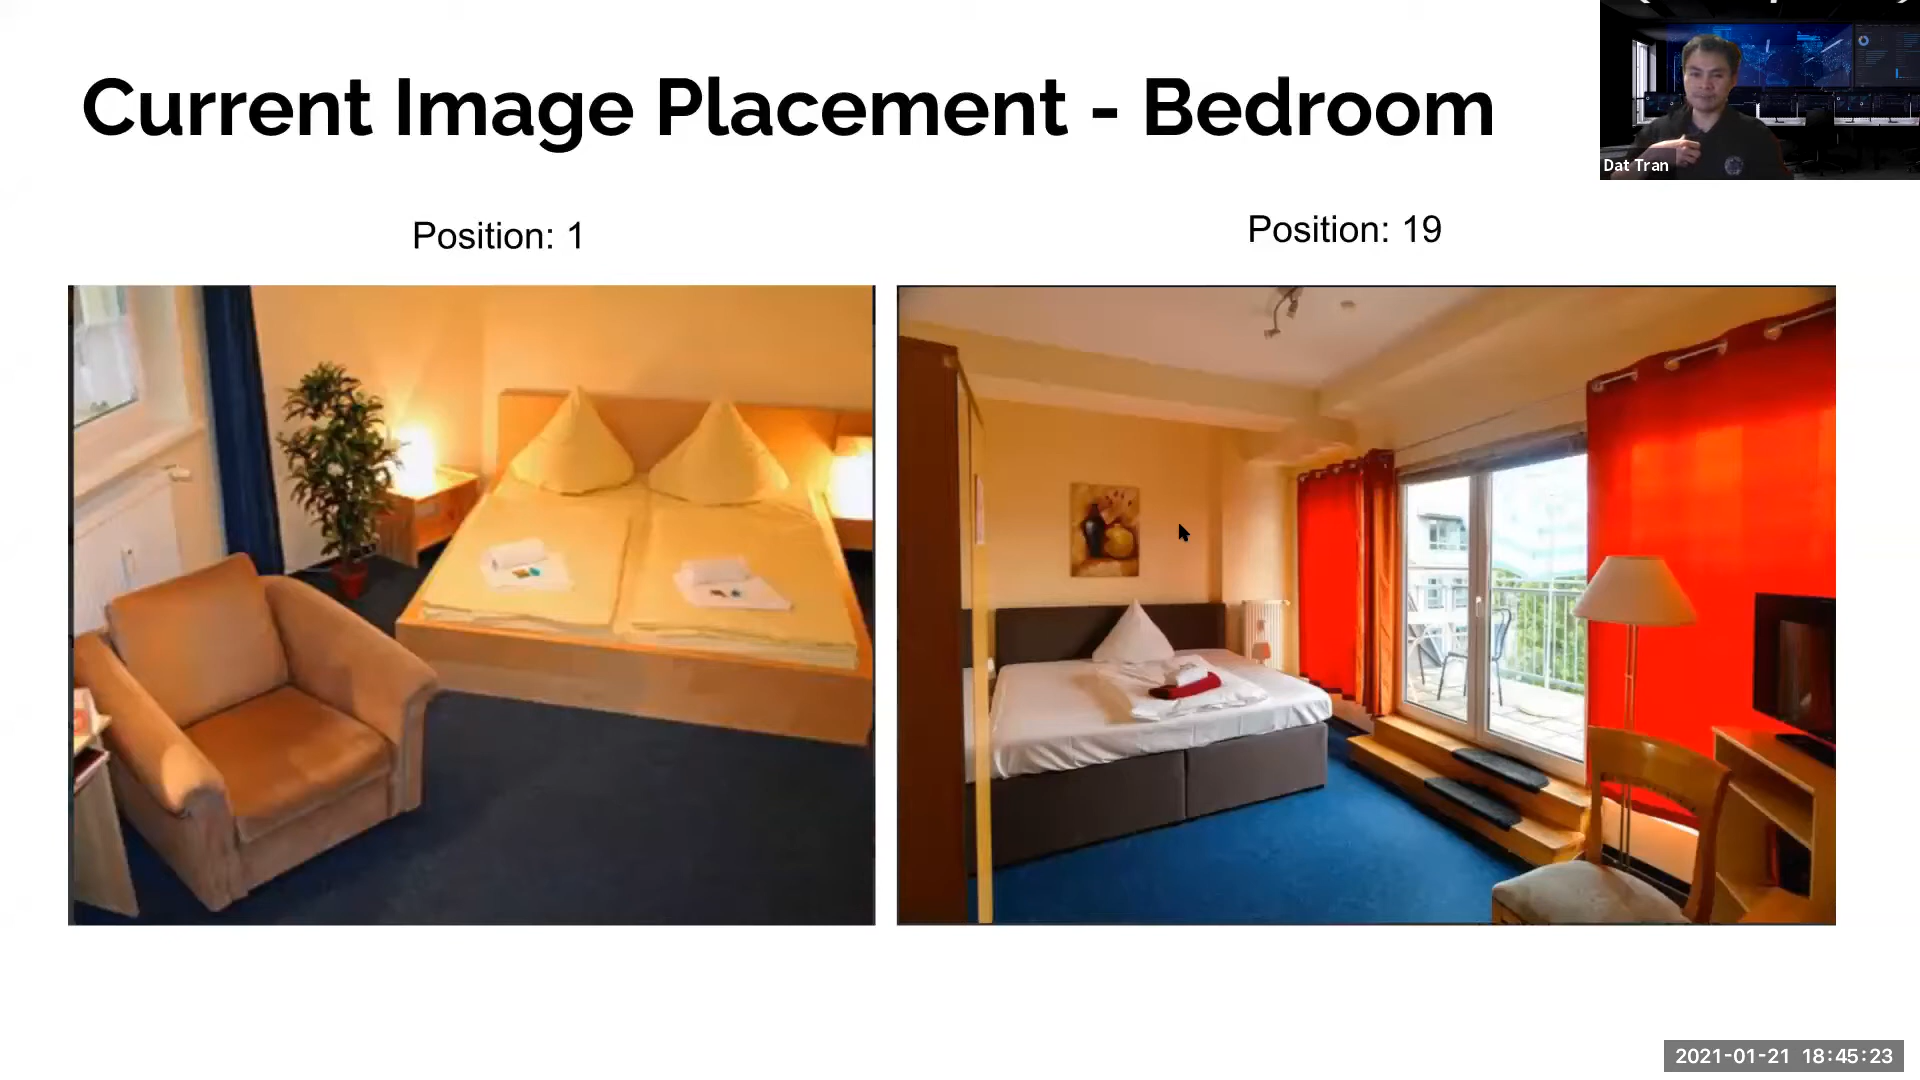 Current Image Placement - Bedroom
Dat Tran
Position: 1
Position: 19
2021-01-21 18:45:23